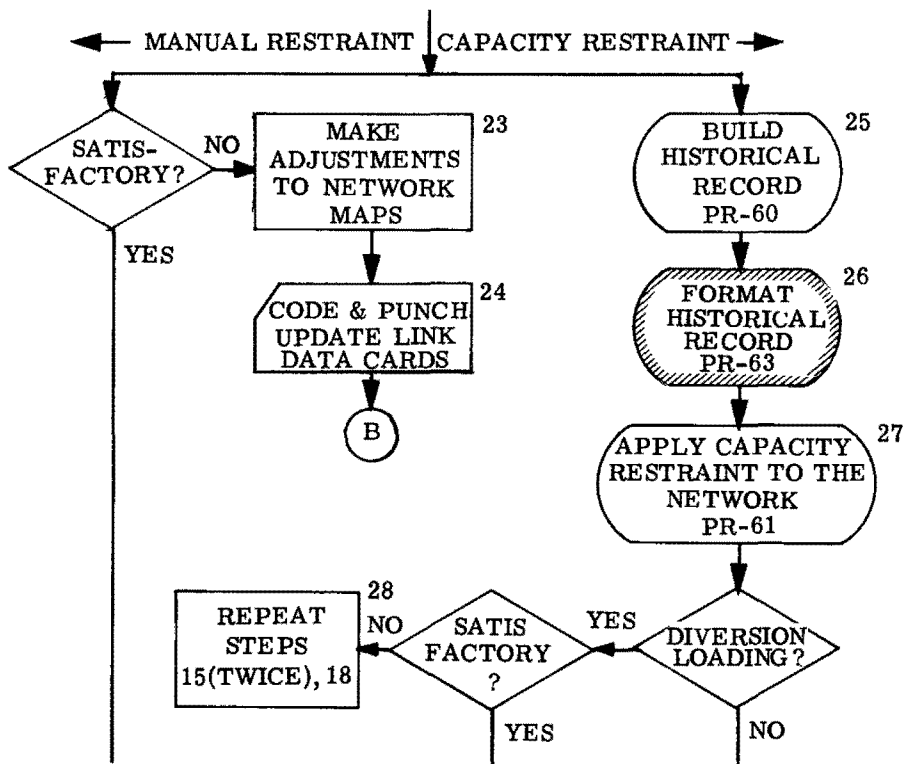 MANUAL RESTRAINT
CAPACITY RESTRAINT
SATIS-
FACTORY?
NO
YES
23
MAKE
ADJUSTMENTS
TO NETWORK
MAPS
24
CODE & PUNCH
UPDATE LINK
DATA CARDS
B
25
BUILD
HISTORICAL
RECORD
PR-60
26
FORMAT
HISTORICAL
RECORD
PR-63
27
APPLY CAPACITY
RESTRAINT TO THE
NETWORK
PR-61
DIVERSION
LOADING?
YES
NO
SATIS
FACTORY
?
NO
YES
28
REPEAT
STEPS
15(TWICE), 18